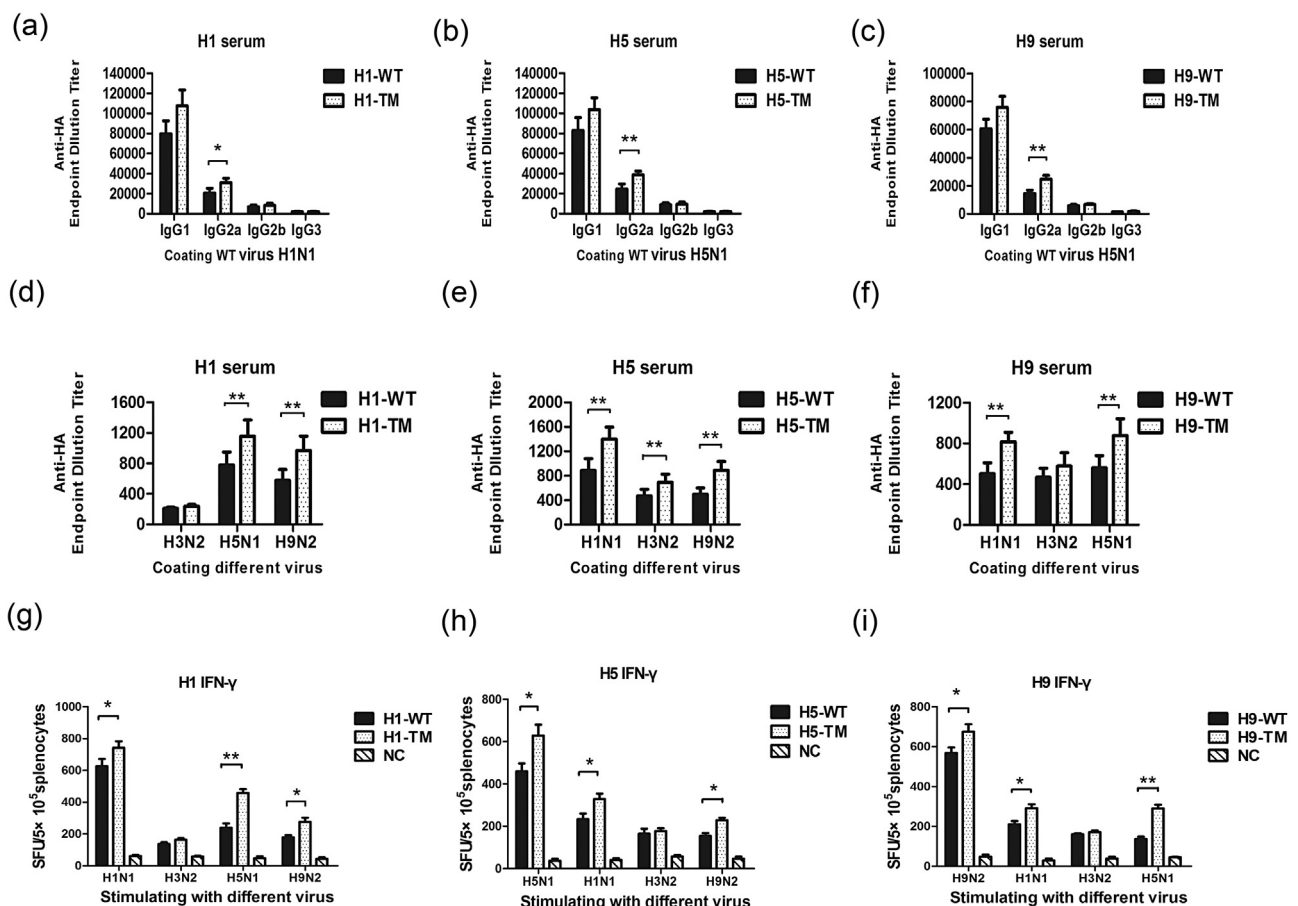 (a)
H1 serum
Anti-HA
Endpoint Dilution Titer
140000
120000
100000
80000
60000
40000
20000
0
*
IgG1 IgG2a IgG2b IgG3
Coating WT virus H1N1
H1-WT
H1-TM
(b)
H5 serum
Anti-HA
Endpoint Dilution Titer
140000
120000
100000
80000
60000
40000
20000
0
**
IgG1 IgG2a IgG2b IgG3
Coating WT virus H5N1
H5-WT
H5-TM
(c)
H9 serum
Anti-HA
Endpoint Dilution Titer
100000
80000
60000
40000
20000
0
**
IgG1 IgG2a IgG2b IgG3
Coating WT virus H5N1
H9-WT
H9-TM
(d)
H1 serum
Anti-HA
Endpoint Dilution Titer
1600
1200
800
400
0
** **
H3N2 H5N1 H9N2
Coating different virus
H1-WT
H1-TM
(e)
H5 serum
Anti-HA
Endpoint Dilution Titer
2000
1600
1200
800
400
0
** ** **
H1N1 H3N2 H9N2
Coating different virus
H5-WT
H5-TM
(f)
H9 serum
Anti-HA
Endpoint Dilution Titer
1200
800
400
0
** **
H1N1 H3N2 H5N1
Coating different virus
H9-WT
H9-TM
(g)
H1 IFN-γ
SFU/5× 10⁵splenocytes
1000
800
600
400
200
0
* ** *
H1N1 H3N2 H5N1 H9N2
Stimulating with different virus
H1-WT
H1-TM
NC
(h)
H5 IFN-γ
SFU/5× 10⁵splenocytes
800
600
400
200
0
* * *
H5N1 H1N1 H3N2 H9N2
Stimulating with different virus
H5-WT
H5-TM
NC
(i)
H9 IFN-γ
SFU/5× 10⁵splenocytes
800
600
400
200
0
* * **
H9N2 H1N1 H3N2 H5N1
Stimulating with different virus
H9-WT
H9-TM
NC